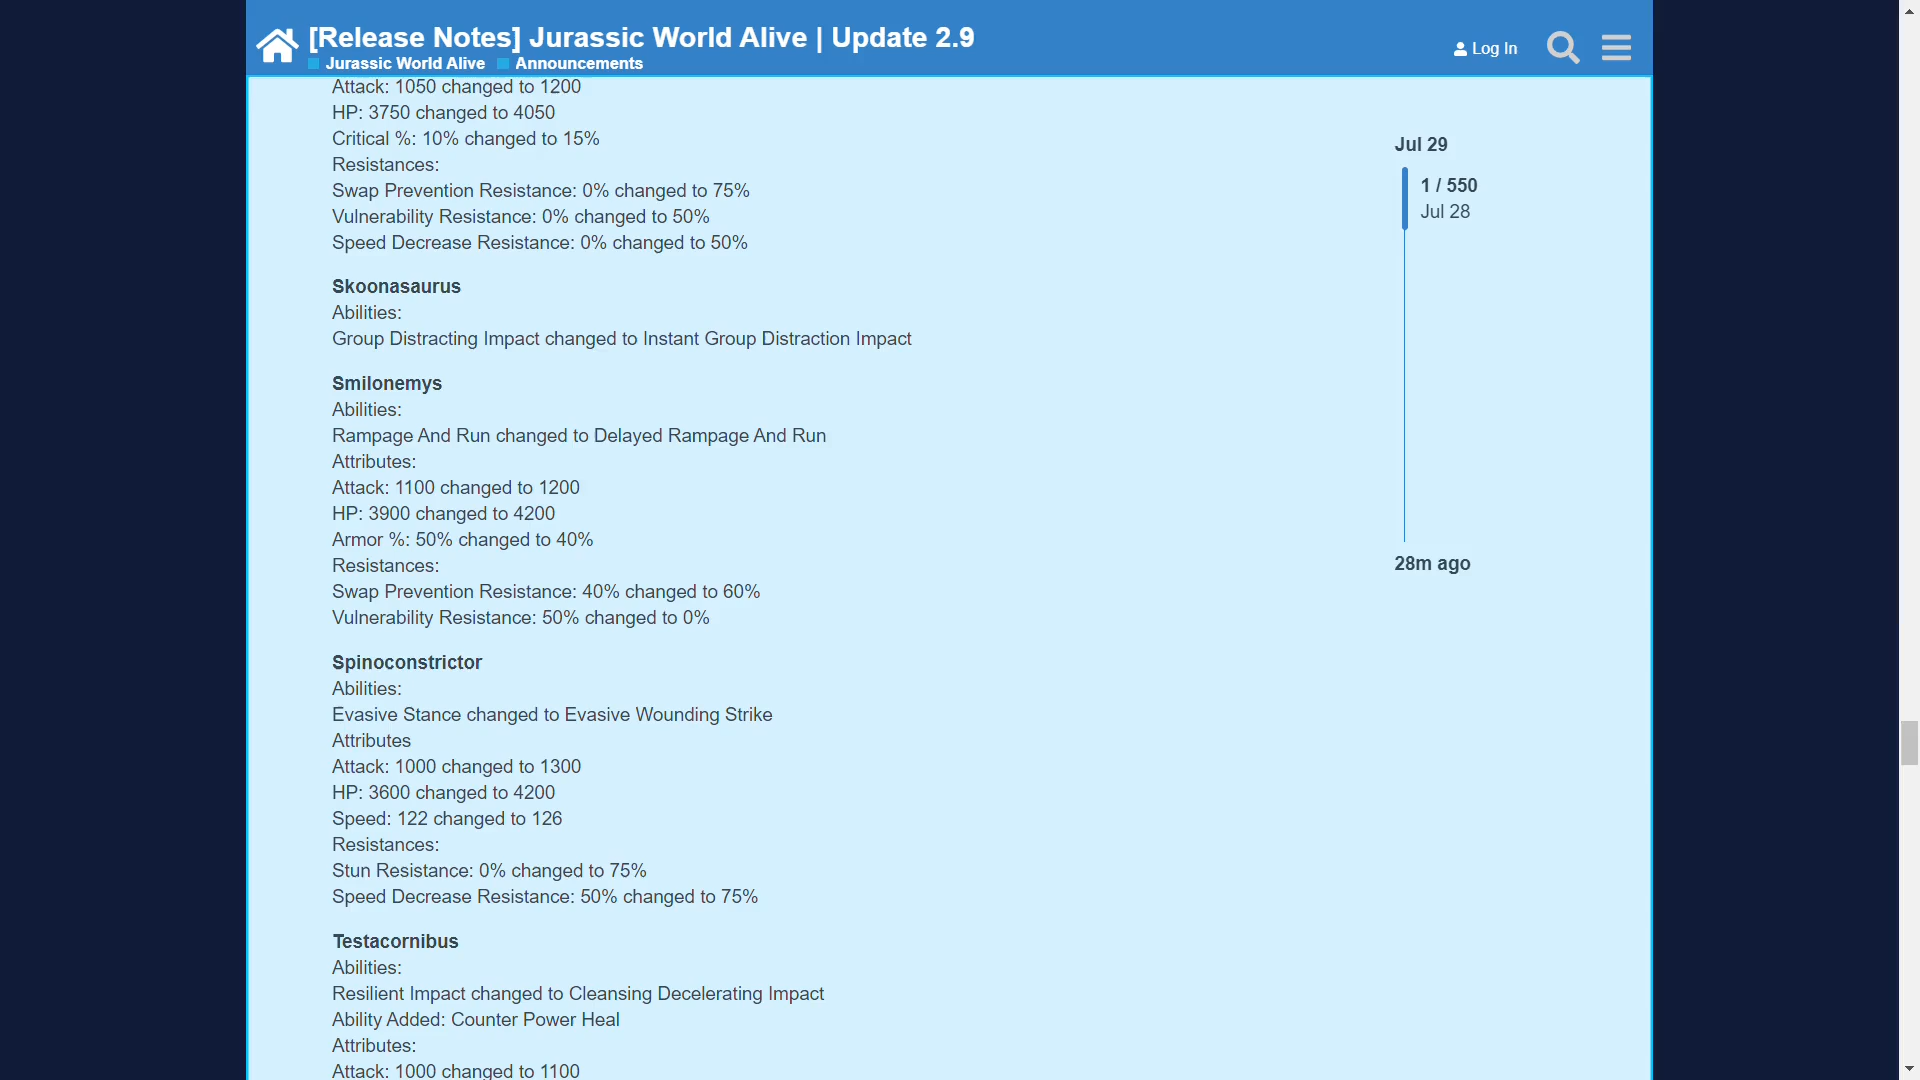 [Release Notes] Jurassic World Alive | Update 2.9
Jurassic World Alive Announcements
Log In
Attack: 1050 changed to 1200
HP: 3750 changed to 4050
Critical %: 10% changed to 15%
Resistances:
Swap Prevention Resistance: 0% changed to 75%
Vulnerability Resistance: 0% changed to 50%
Speed Decrease Resistance: 0% changed to 50%
Skoonasaurus
Abilities:
Group Distracting Impact changed to Instant Group Distraction Impact
Smilonemys
Abilities:
Rampage And Run changed to Delayed Rampage And Run
Attributes:
Attack: 1100 changed to 1200
HP: 3900 changed to 4200
Armor %: 50% changed to 40%
Resistances:
Swap Prevention Resistance: 40% changed to 60%
Vulnerability Resistance: 50% changed to 0%
Spinoconstrictor
Abilities:
Evasive Stance changed to Evasive Wounding Strike
Attributes
Attack: 1000 changed to 1300
HP: 3600 changed to 4200
Speed: 122 changed to 126
Resistances:
Stun Resistance: 0% changed to 75%
Speed Decrease Resistance: 50% changed to 75%
Testacornibus
Abilities:
Resilient Impact changed to Cleansing Decelerating Impact
Ability Added: Counter Power Heal
Attributes:
Attack: 1000 changed to 1100
Jul 29
1 / 550
Jul 28
28m ago